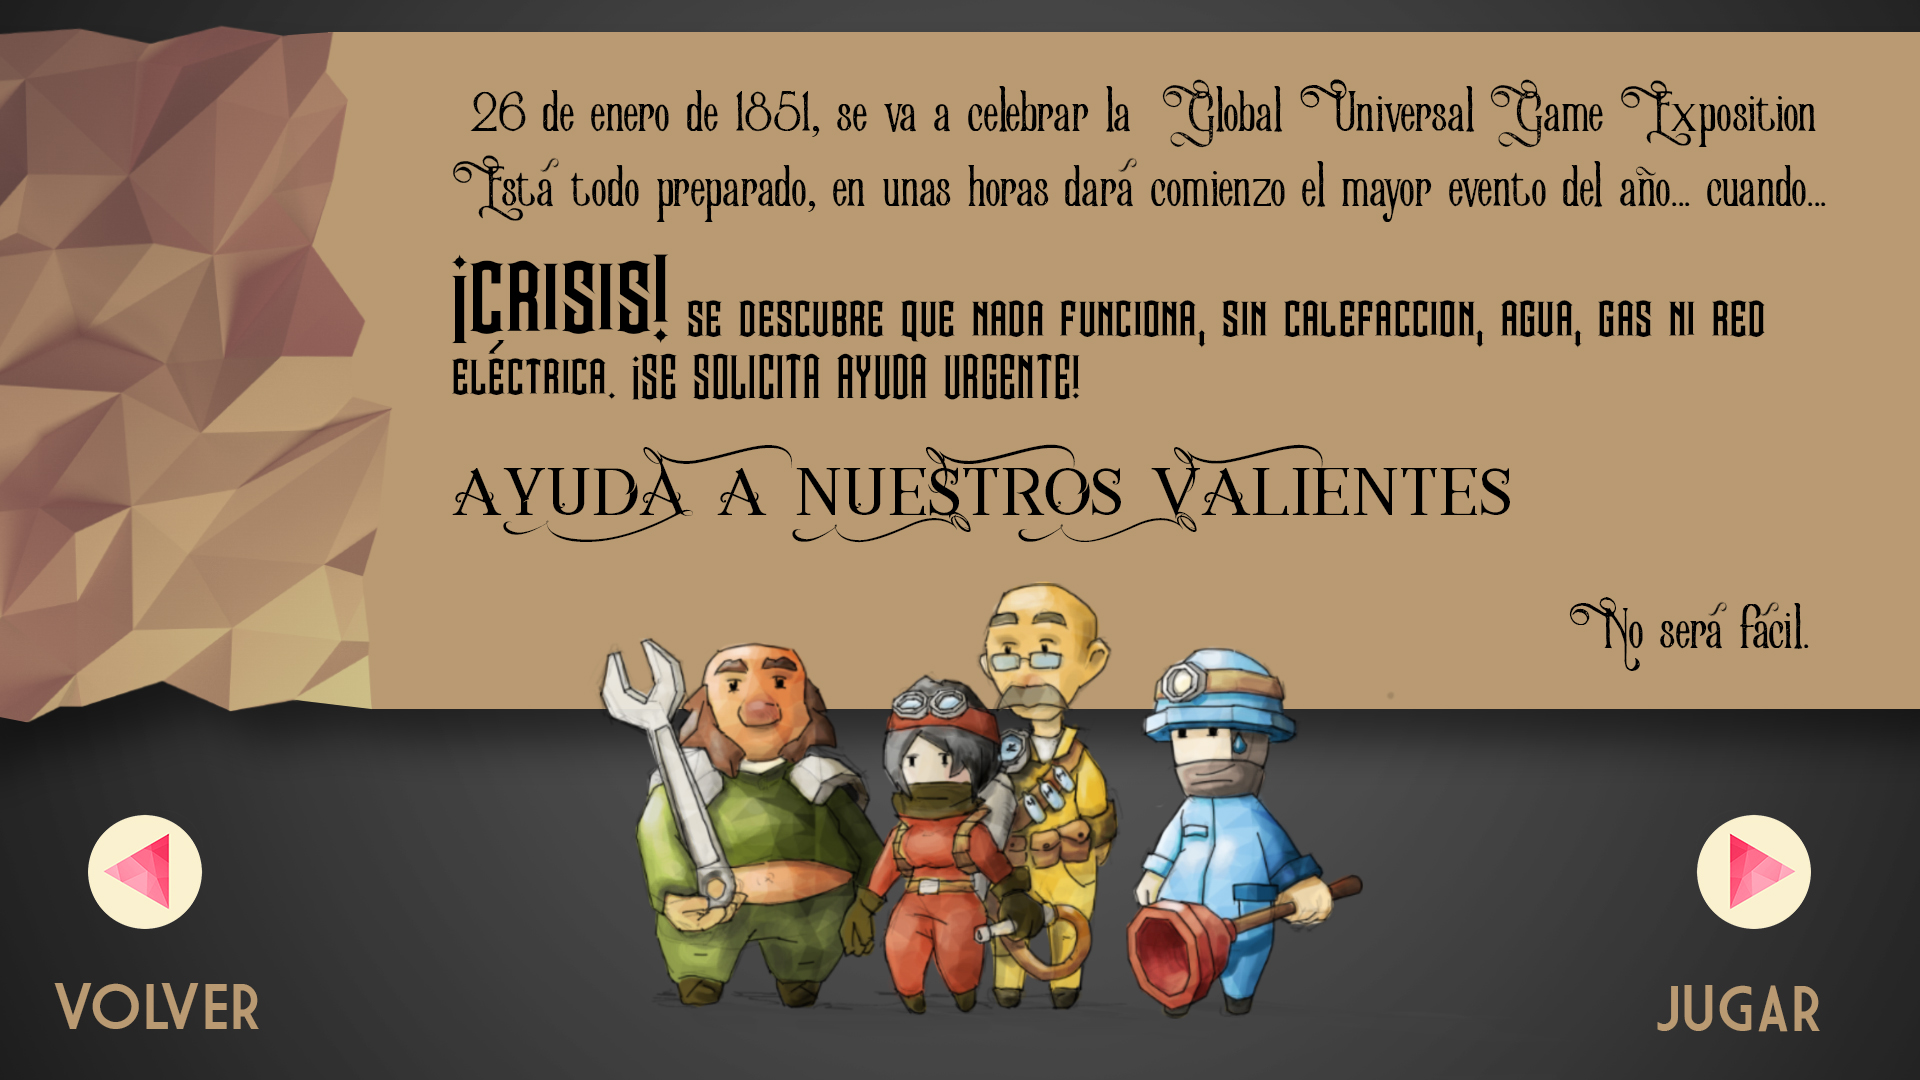 26 de enero de 1851, se va a celebrar la Global Universal Game Exposition
Está todo preparado, en unas horas dará comienzo el mayor evento del año... cuando...
¡CRISIS! SE DESCUBRE QUE NADA FUNCIONA, SIN CALEFACCION, AGUA, GAS NI RED
ELÉCTRICA. ¡SE SOLICITA AYUDA URGENTE!
AYUDA A NUESTROS VALIENTES
No será fácil.
VOLVER
JUGAR